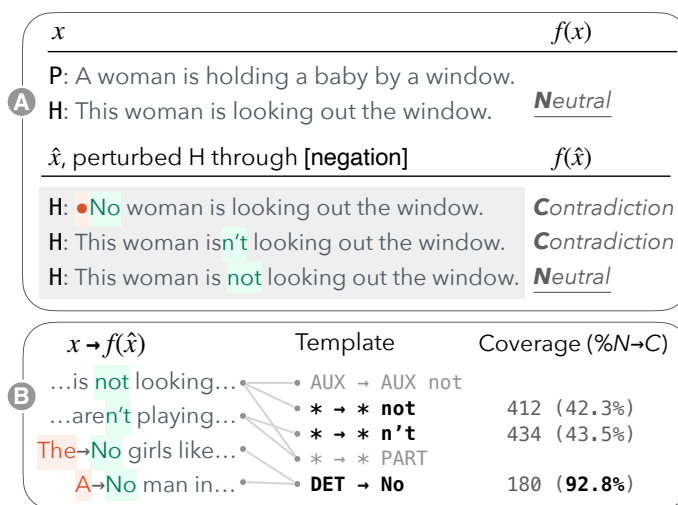 x f(x)
A
P: A woman is holding a baby by a window.
H: This woman is looking out the window. Neutral
x̂, perturbed H through [negation] f(x̂)
H: •No woman is looking out the window. Contradiction
H: This woman isn't looking out the window. Contradiction
H: This woman is not looking out the window. Neutral
B
x → f(x̂) Template Coverage (%N→C)
…is not looking… AUX → AUX not
…aren't playing… * → * not 412 (42.3%)
* → * n't 434 (43.5%)
The→No girls like… * → * PART
A→No man in… DET → No 180 (92.8%)